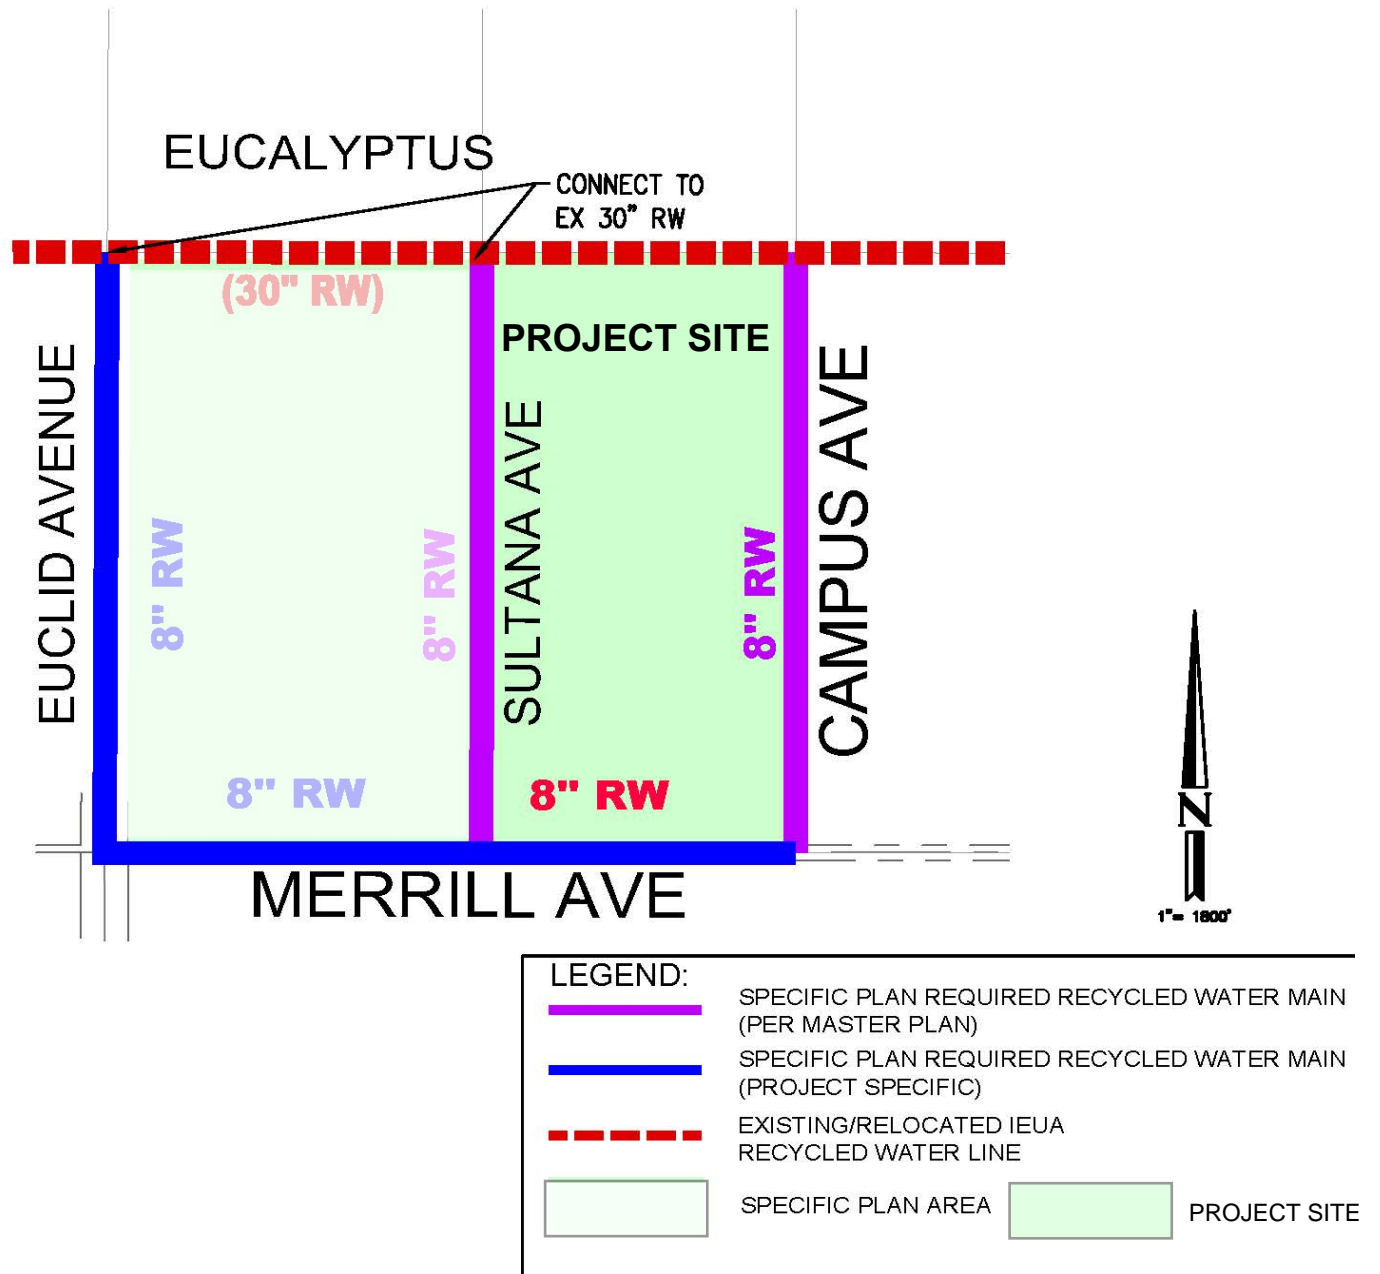 EUCALYPTUS
CONNECT TO
EX 30" RW
(30" RW)
PROJECT SITE
EUCLID AVENUE
8" RW
8" RW
SULTANA AVE
8" RW
CAMPUS AVE
8" RW
8" RW
MERRILL AVE
N
1"= 1800'
LEGEND:
SPECIFIC PLAN REQUIRED RECYCLED WATER MAIN
(PER MASTER PLAN)
SPECIFIC PLAN REQUIRED RECYCLED WATER MAIN
(PROJECT SPECIFIC)
EXISTING/RELOCATED IEUA
RECYCLED WATER LINE
SPECIFIC PLAN AREA
PROJECT SITE